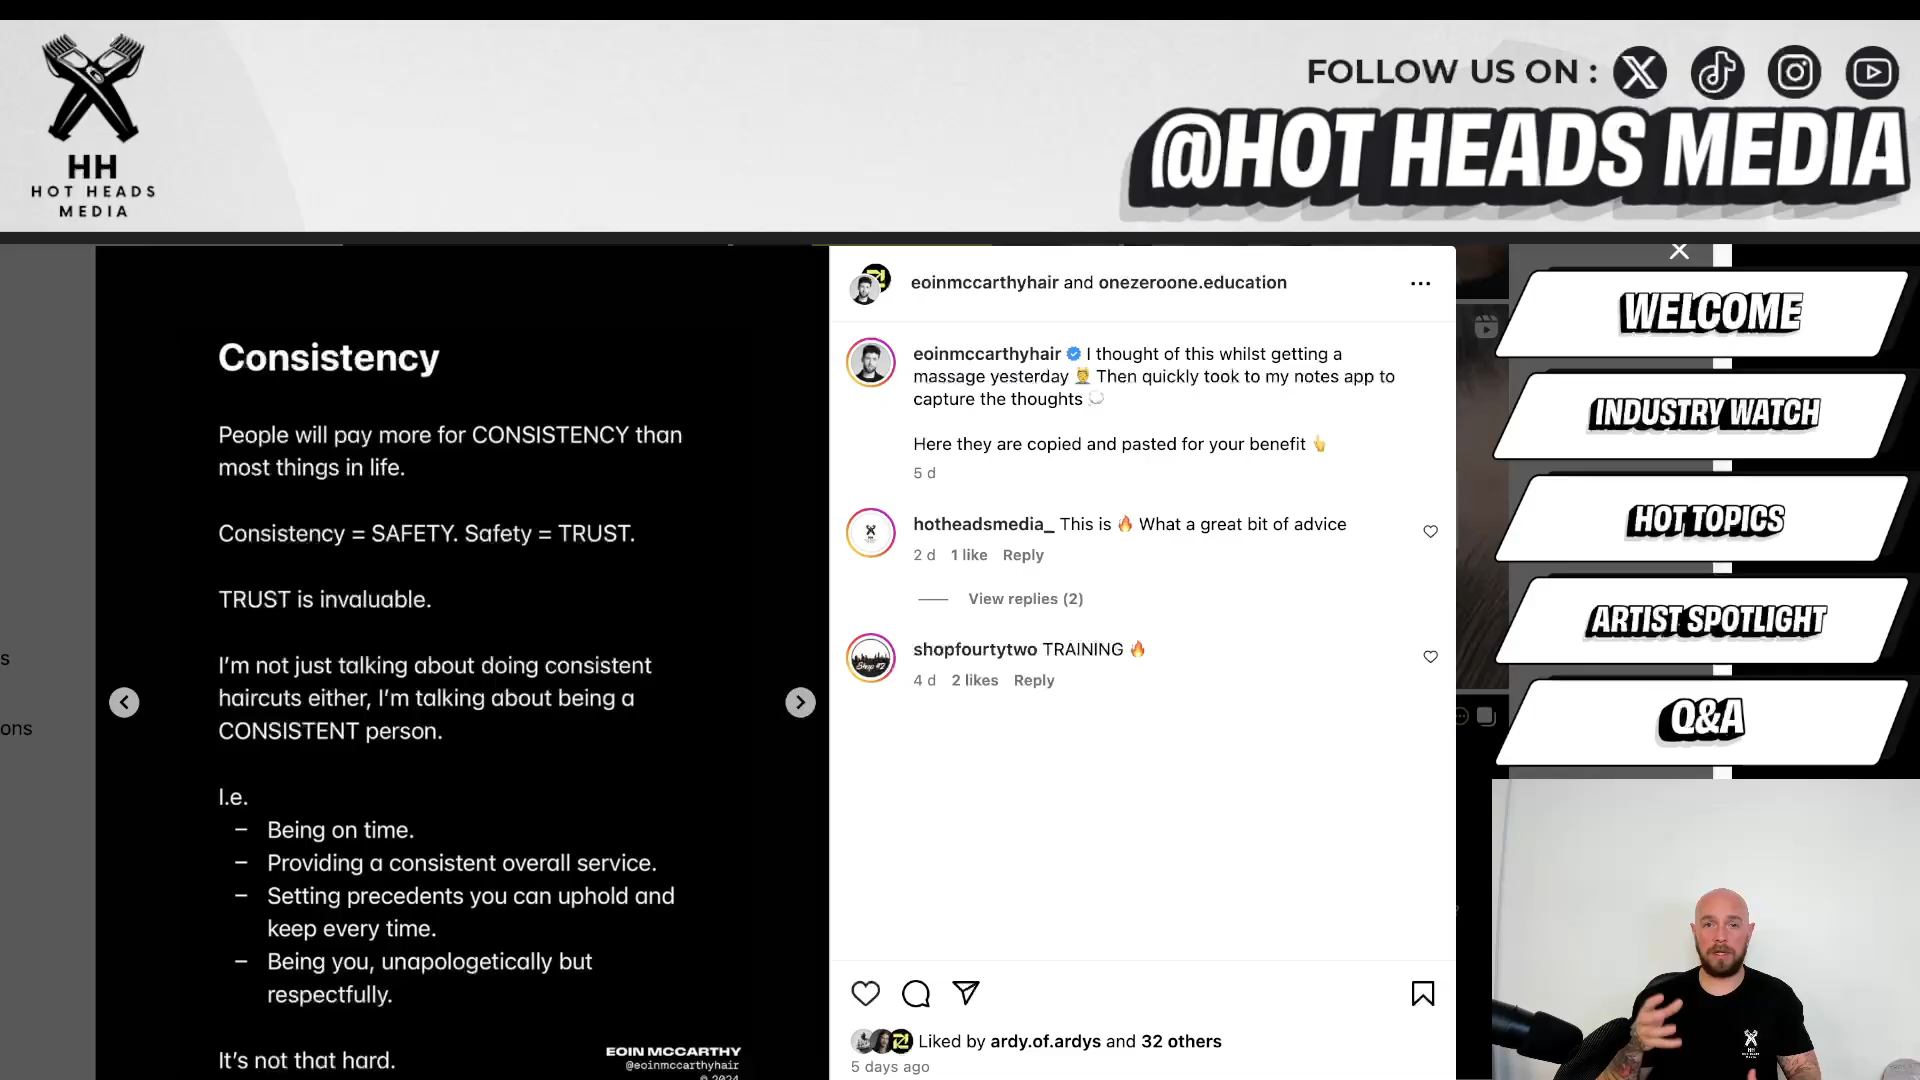 FOLLOW US ON :
@HOT HEADS MEDIA
HH
HOT HEADS
MEDIA
Consistency
People will pay more for CONSISTENCY than
most things in life.
Consistency = SAFETY. Safety = TRUST.
TRUST is invaluable.
I'm not just talking about doing consistent
haircuts either, I'm talking about being a
CONSISTENT person.
I.e.
– Being on time.
– Providing a consistent overall service.
– Setting precedents you can uphold and
keep every time.
– Being you, unapologetically but
respectfully.
It's not that hard.
EOIN MCCARTHY
@eoinmccarthyhair
© 2024
eoinmccarthyhair and onezeroone.education
eoinmccarthyhair I thought of this whilst getting a
massage yesterday 💆 Then quickly took to my notes app to
capture the thoughts 💭
Here they are copied and pasted for your benefit 👆
5 d
hotheadsmedia_ This is 🔥 What a great bit of advice
2 d 1 like Reply
View replies (2)
shopfourtytwo TRAINING 🔥
4 d 2 likes Reply
Liked by ardy.of.ardys and 32 others
5 days ago
WELCOME
INDUSTRY WATCH
HOT TOPICS
ARTIST SPOTLIGHT
Q&A
s
ons